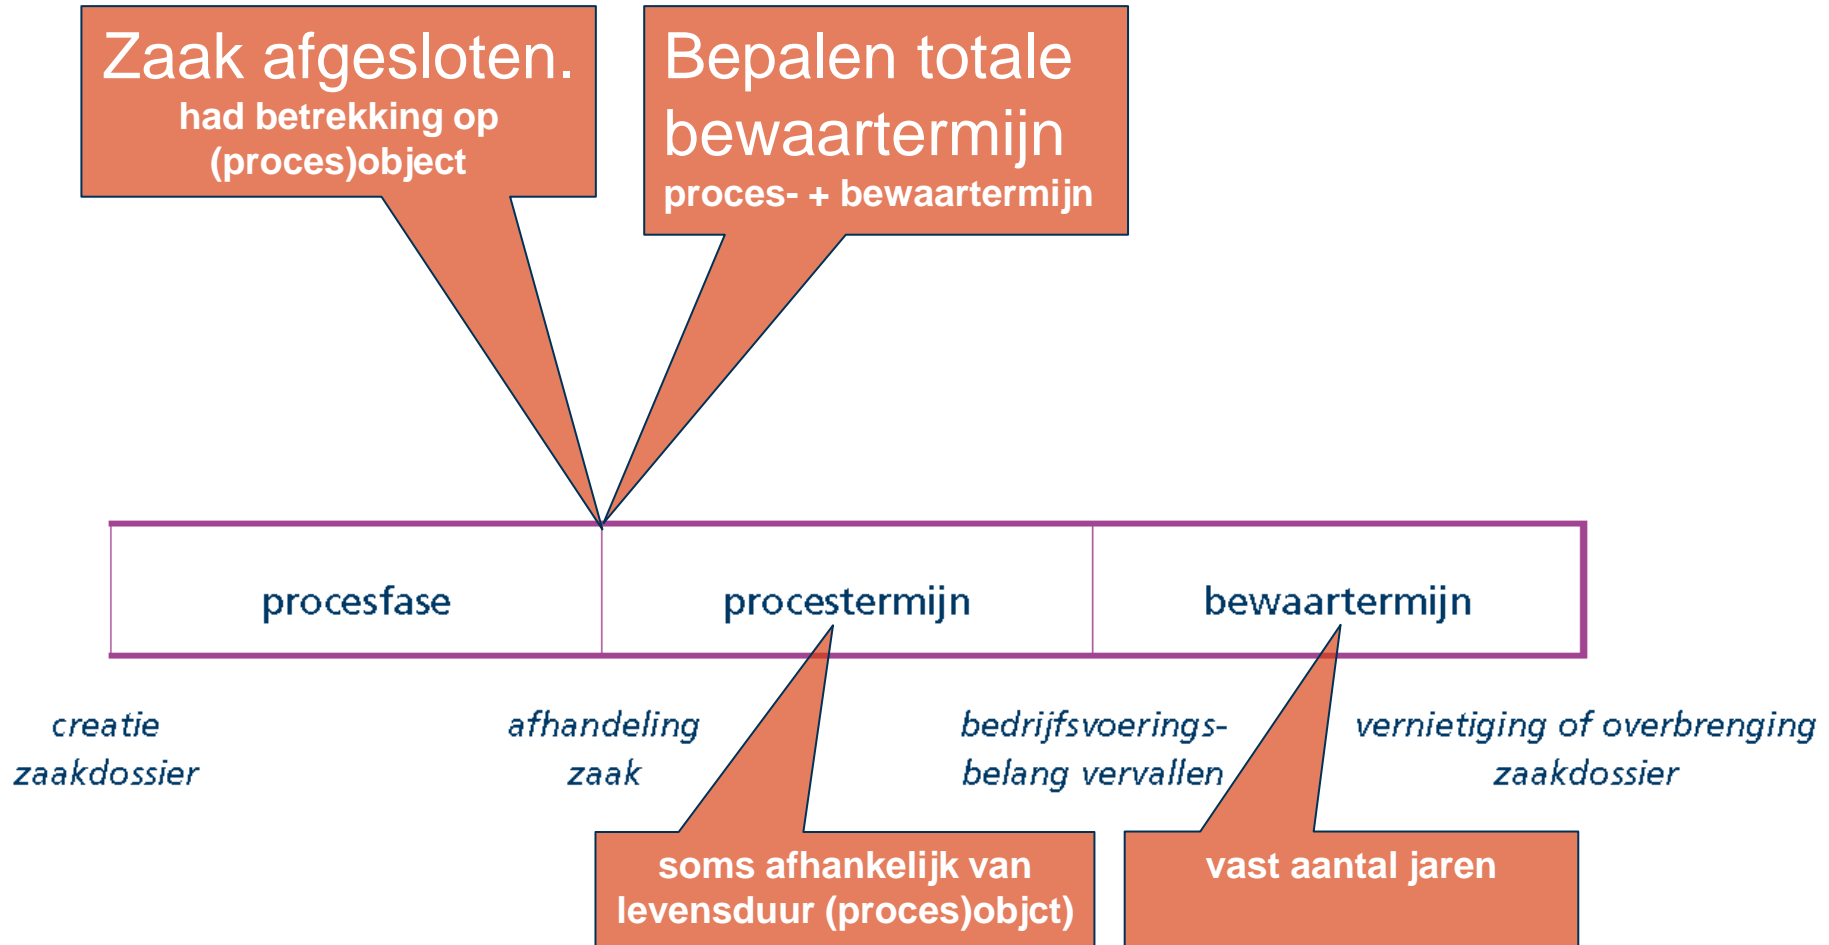 Zaak afgesloten.
had betrekking op
(proces)object
Bepalen totale
bewaartermijn
proces- + bewaartermijn
procesfase
procestermijn
bewaartermijn
creatie
zaakdossier
afhandeling
zaak
bedrijfsvoerings-
belang vervallen
vernietiging of overbrenging
zaakdossier
soms afhankelijk van
levensduur (proces)objct)
vast aantal jaren